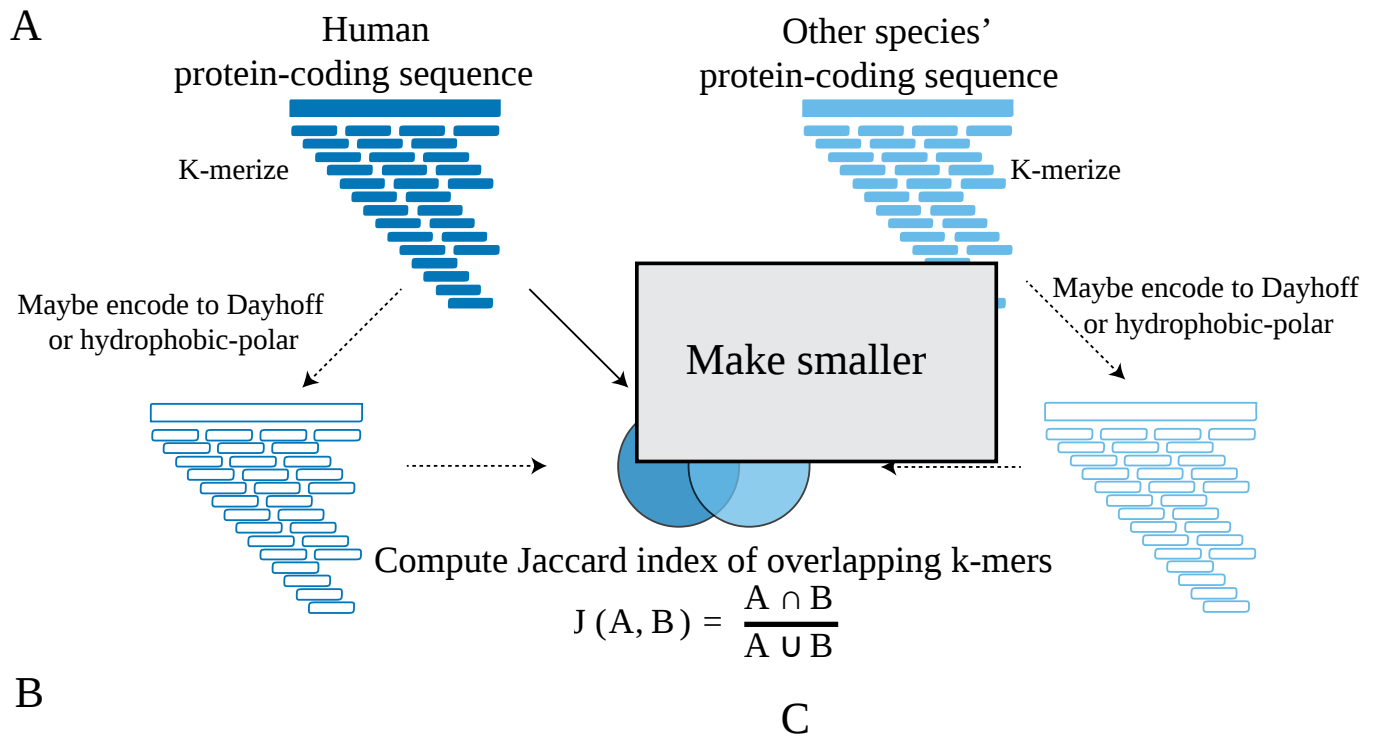 A
Human
protein-coding sequence
Other species’
protein-coding sequence
K-merize
K-merize
Maybe encode to Dayhoff
or hydrophobic-polar
Make smaller
Maybe encode to Dayhoff
or hydrophobic-polar
Compute Jaccard index of overlapping k-mers
J (A, B) = A ∩ B
A ∪ B
B
C